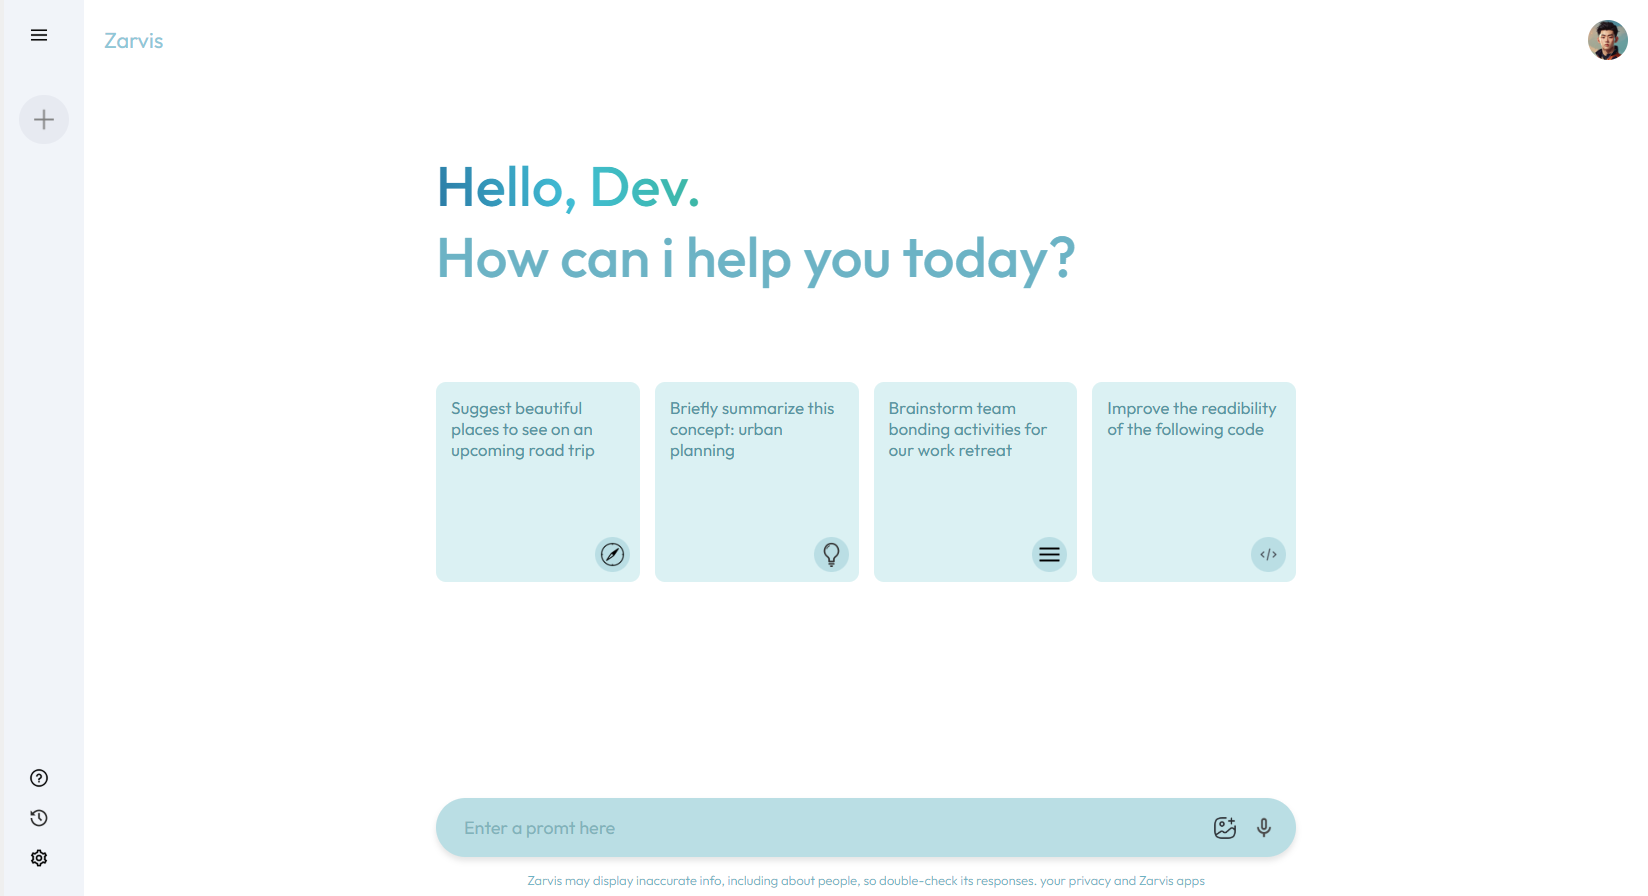 Zarvis
Hello, Dev.
How can i help you today?
Suggest beautiful
places to see on an
upcoming road trip
Briefly summarize this
concept: urban
planning
Brainstorm team
bonding activities for
our work retreat
Improve the readibility
of the following code
Enter a promt here
Zarvis may display inaccurate info, including about people, so double-check its responses. your privacy and Zarvis apps